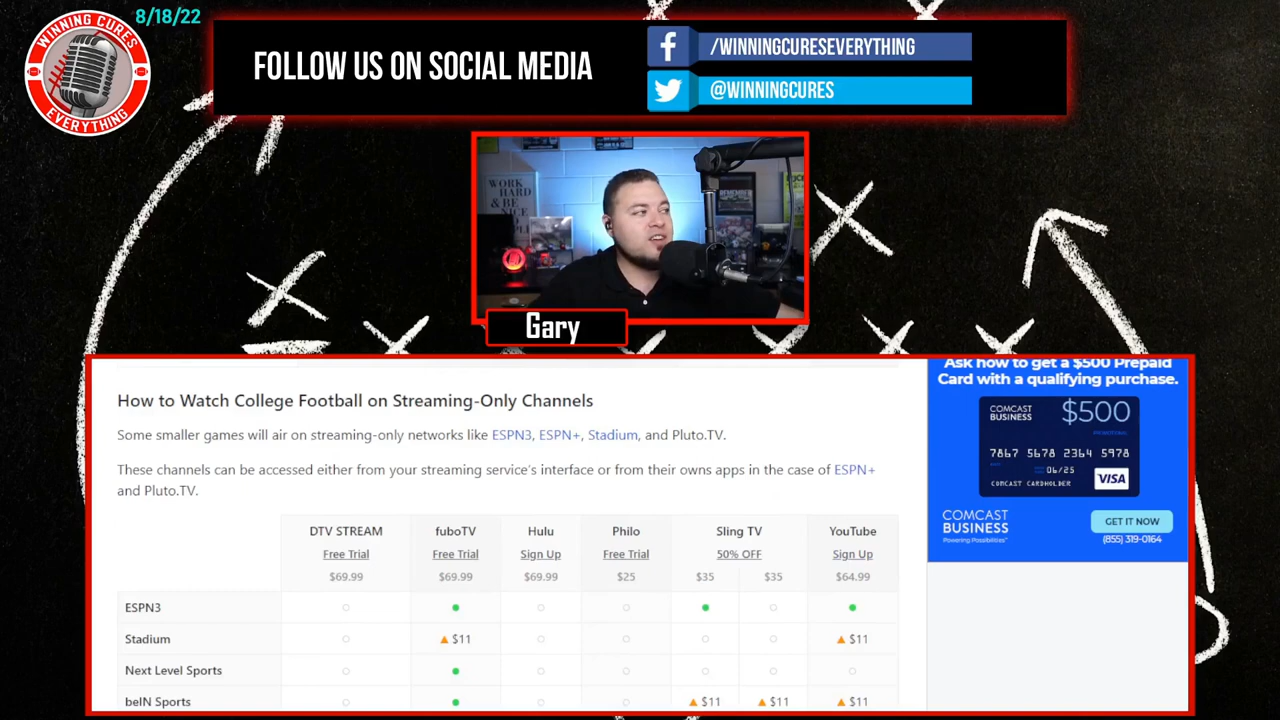 8/18/22
WINNING CURES
EVERYTHING
FOLLOW US ON SOCIAL MEDIA
/WINNINGCURESEVERYTHING
@WINNINGCURES
WORK
HARD
& BE
NICE
Gary
How to Watch College Football on Streaming-Only Channels
Some smaller games will air on streaming-only networks like ESPN3, ESPN+, Stadium, and Pluto.TV.
These channels can be accessed either from your streaming service's interface or from their owns apps in the case of ESPN+
and Pluto.TV.
DTV STREAM fuboTV Hulu Philo Sling TV YouTube
Free Trial Free Trial Sign Up Free Trial 50% OFF Sign Up
$69.99 $69.99 $69.99 $25 $35 $35 $64.99
ESPN3
Stadium $11 $11
Next Level Sports
beIN Sports $11 $11 $11
Ask how to get a $500 Prepaid
Card with a qualifying purchase.
COMCAST
BUSINESS
$500
7867 5678 2364 5978
06/25
COMCAST CARDHOLDER
VISA
COMCAST
BUSINESS
Powering Possibilities™
GET IT NOW
(855) 319-0164